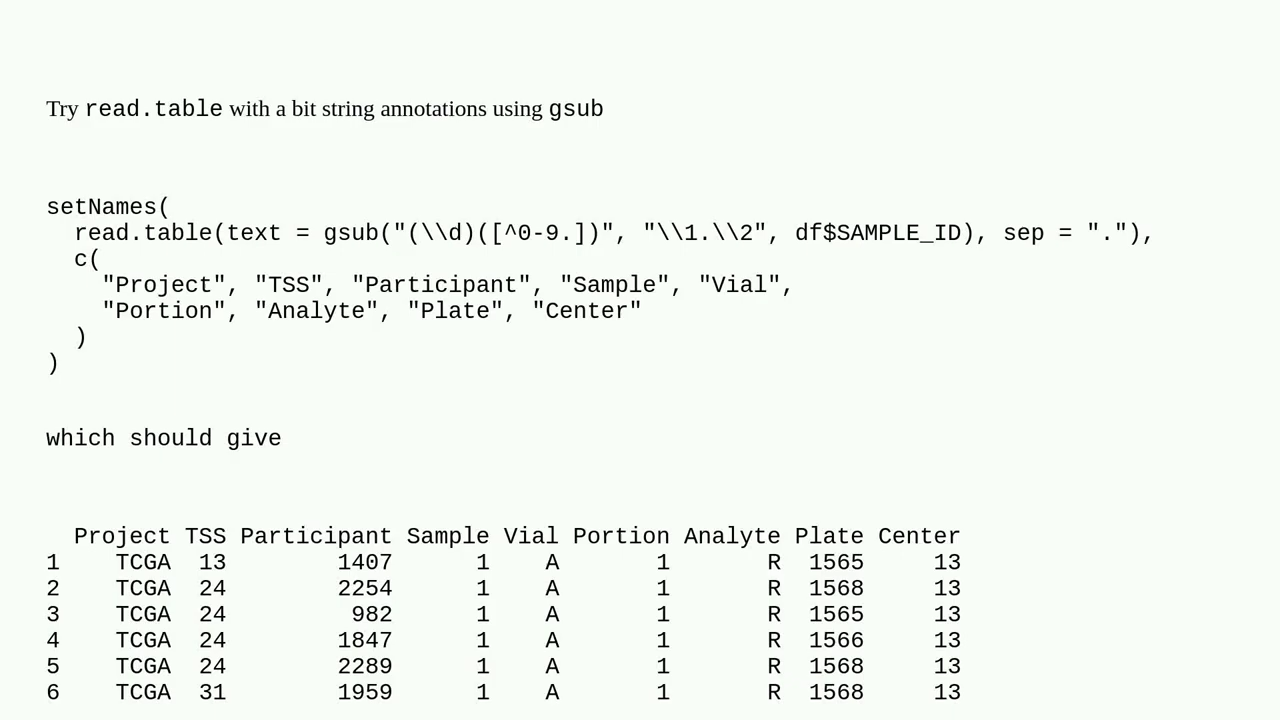 Try read.table with a bit string annotations using gsub
setNames(
  read.table(text = gsub("(\\d)([^0-9.])", "\\1.\\2", df$SAMPLE_ID), sep = "."),
  c(
    "Project", "TSS", "Participant", "Sample", "Vial",
    "Portion", "Analyte", "Plate", "Center"
  )
)
which should give
  Project TSS Participant Sample Vial Portion Analyte Plate Center
1    TCGA  13        1407      1    A       1       R  1565     13
2    TCGA  24        2254      1    A       1       R  1568     13
3    TCGA  24         982      1    A       1       R  1565     13
4    TCGA  24        1847      1    A       1       R  1566     13
5    TCGA  24        2289      1    A       1       R  1568     13
6    TCGA  31        1959      1    A       1       R  1568     13